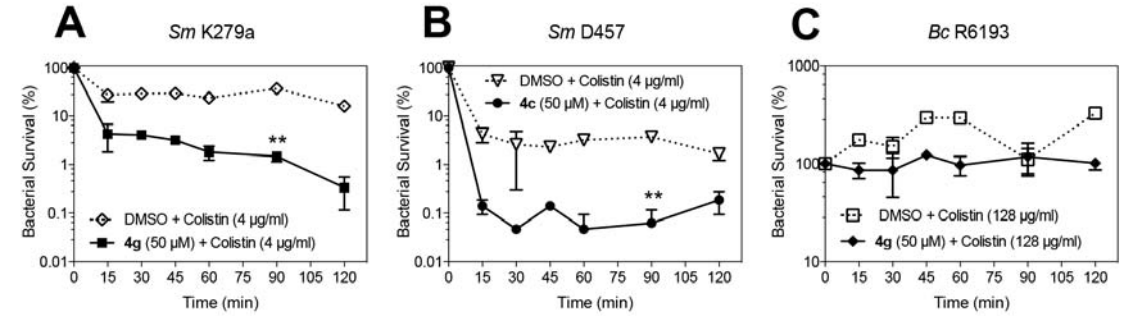 A
Sm K279a
Bacterial Survival (%)
100
10
1
0.1
0.01
DMSO + Colistin (4 µg/ml)
4g (50 µM) + Colistin (4 µg/ml)
**
0 15 30 45 60 75 90 105 120
Time (min)
B
Sm D457
Bacterial Survival (%)
100
10
1
0.1
0.01
DMSO + Colistin (4 µg/ml)
4c (50 µM) + Colistin (4 µg/ml)
**
0 15 30 45 60 75 90 105 120
Time (min)
C
Bc R6193
Bacterial Survival (%)
1000
100
10
DMSO + Colistin (128 µg/ml)
4g (50 µM) + Colistin (128 µg/ml)
0 15 30 45 60 75 90 105 120
Time (min)